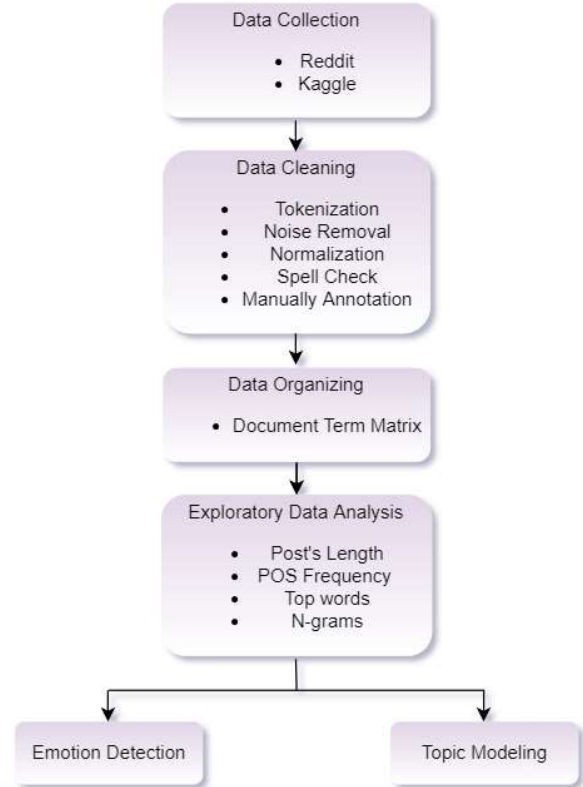 Data Collection
• Reddit
• Kaggle
Data Cleaning
• Tokenization
• Noise Removal
• Normalization
• Spell Check
• Manually Annotation
Data Organizing
• Document Term Matrix
Exploratory Data Analysis
• Post's Length
• POS Frequency
• Top words
• N-grams
Emotion Detection
Topic Modeling